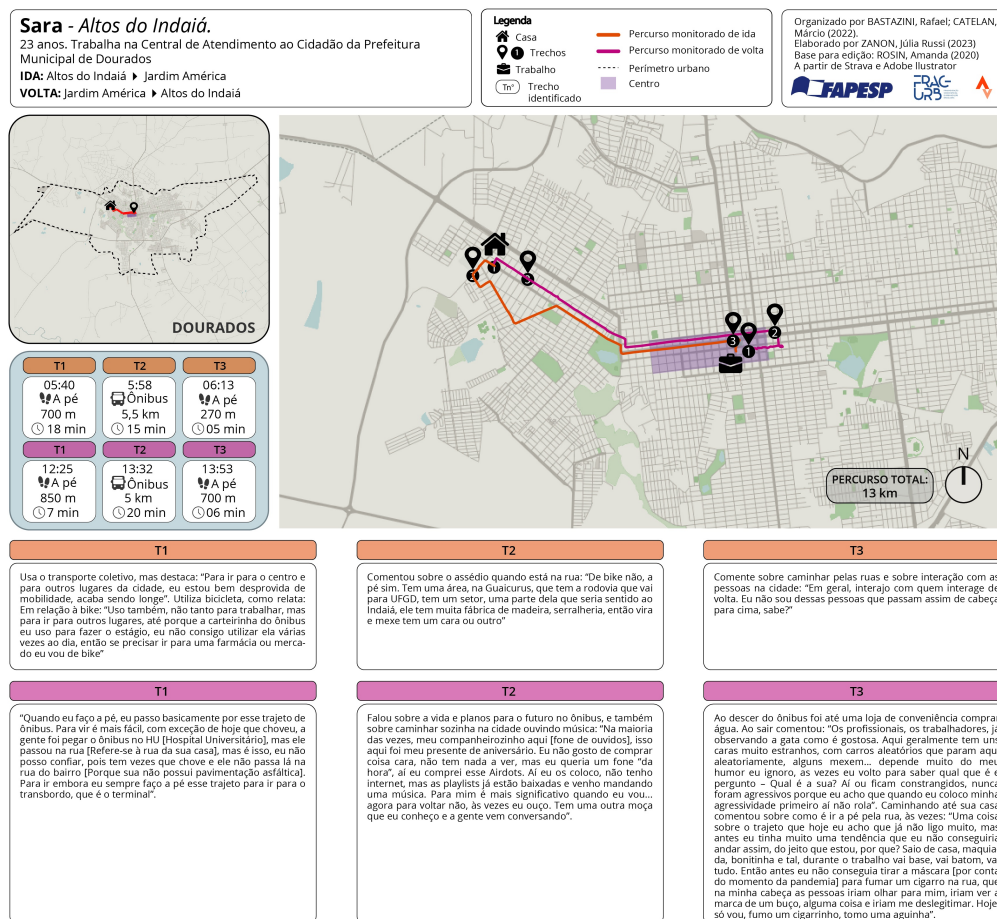 Sara - Altos do Indaiá.
23 anos. Trabalha na Central de Atendimento ao Cidadão da Prefeitura
Municipal de Dourados
IDA: Altos do Indaiá Jardim América
VOLTA: Jardim América Altos do Indaiá
Legenda
Casa
1 Trechos
Trabalho
Tnº Trecho
identificado
Percurso monitorado de ida
Percurso monitorado de volta
Perímetro urbano
Centro
Organizado por BASTAZINI, Rafael; CATELAN,
Márcio (2022).
Elaborado por ZANON, Júlia Russi (2023)
Base para edição: ROSIN, Amanda (2020)
A partir de Strava e Adobe Ilustrator
FAPESP
FRAG-
URB
DOURADOS
T1
T2
T3
05:40
A pé
700 m
18 min
5:58
Ônibus
5,5 km
15 min
06:13
A pé
270 m
05 min
T1
T2
T3
12:25
A pé
850 m
7 min
13:32
Ônibus
5 km
20 min
13:53
A pé
700 m
06 min
1
3
3
1
2
N
PERCURSO TOTAL:
13 km
T1
Usa o transporte coletivo, mas destaca: “Para ir para o centro e
para outros lugares da cidade, eu estou bem desprovida de
mobilidade, acaba sendo longe”. Utiliza bicicleta, como relata:
Em relação à bike: “Uso também, não tanto para trabalhar, mas
para ir para outros lugares, até porque a carteirinha do ônibus
eu uso para fazer o estágio, eu não consigo utilizar ela várias
vezes ao dia, então se precisar ir para uma farmácia ou merca-
do eu vou de bike”
T2
Comentou sobre o assédio quando está na rua: “De bike não, a
pé sim. Tem uma área, na Guaicurus, que tem a rodovia que vai
para UFGD, tem um setor, uma parte dela que seria sentido ao
Indaiá, ele tem muita fábrica de madeira, serralheria, então vira
e mexe tem um cara ou outro”
T3
Comente sobre caminhar pelas ruas e sobre interação com as
pessoas na cidade: “Em geral, interajo com quem interage de
volta. Eu não sou dessas pessoas que passam assim de cabeça
para cima, sabe?”
T1
“Quando eu faço a pé, eu passo basicamente por esse trajeto de
ônibus. Para vir é mais fácil, com exceção de hoje que choveu, a
gente foi pegar o ônibus no HU [Hospital Universitário], mas ele
passou na rua [Refere-se à rua da sua casa], mas é isso, eu não
posso confiar, pois tem vezes que chove e ele não passa lá na
rua do bairro [Porque sua não possui pavimentação asfáltica].
Para ir embora eu sempre faço a pé esse trajeto para ir para o
transbordo, que é o terminal”.
T2
Falou sobre a vida e planos para o futuro no ônibus, e também
sobre caminhar sozinha na cidade ouvindo música: “Na maioria
das vezes, meu companheirozinho aqui [fone de ouvidos], isso
aqui foi meu presente de aniversário. Eu não gosto de comprar
coisa cara, não tem nada a ver, mas eu queria um fone “da
hora”, aí eu comprei esse Airdots. Aí eu os coloco, não tenho
internet, mas as playlists já estão baixadas e venho mandando
uma música. Para mim é mais significativo quando eu vou...
agora para voltar não, às vezes eu ouço. Tem uma outra moça
que eu conheço e a gente vem conversando”.
T3
Ao descer do ônibus foi até uma loja de conveniência comprar
água. Ao sair comentou: “Os profissionais, os trabalhadores, já
observando a gata como é gostosa. Aqui geralmente tem uns
caras muito estranhos, com carros aleatórios que param aqui
aleatoriamente, alguns mexem... depende muito do meu
humor eu ignoro, as vezes eu volto para saber qual que é e
pergunto – Qual é a sua? Aí ou ficam constrangidos, nunca
foram agressivos porque eu acho que quando eu coloco minha
agressividade primeiro aí não rola”. Caminhando até sua casa
comentou sobre como é ir a pé pela rua, às vezes: “Uma coisa
sobre o trajeto que hoje eu acho que já não ligo muito, mas
antes eu tinha muito uma tendência que eu não conseguiria
andar assim, do jeito que estou, por que? Saio de casa, maquia-
da, bonitinha e tal, durante o trabalho vai base, vai batom, vai
tudo. Então antes eu não conseguia tirar a máscara [por conta
do momento da pandemia] para fumar um cigarro na rua, que
na minha cabeça as pessoas iriam olhar para mim, iriam ver a
marca de um buço, alguma coisa e iriam me deslegitimar. Hoje
só vou, fumo um cigarrinho, tomo uma aguinha”.